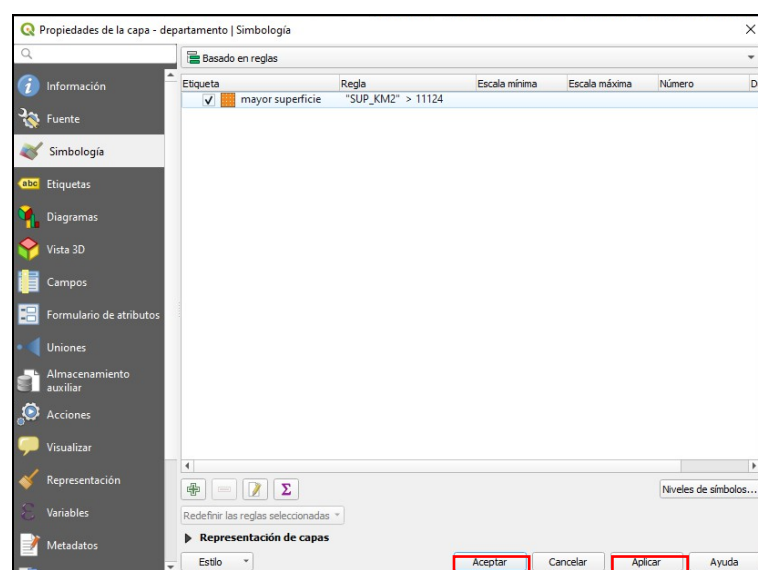 Propiedades de la capa - departamento | Simbología
Información
Fuente
Simbología
abc Etiquetas
Diagramas
Vista 3D
Campos
Formulario de atributos
Uniones
Almacenamiento
auxiliar
Acciones
Visualizar
Representación
Variables
Metadatos
Basado en reglas
Etiqueta Regla Escala mínima Escala máxima Número D
mayor superficie "SUP_KM2" > 11124
Σ
Niveles de símbolos...
Redefinir las reglas seleccionadas
Representación de capas
Estilo Aceptar Cancelar Aplicar Ayuda